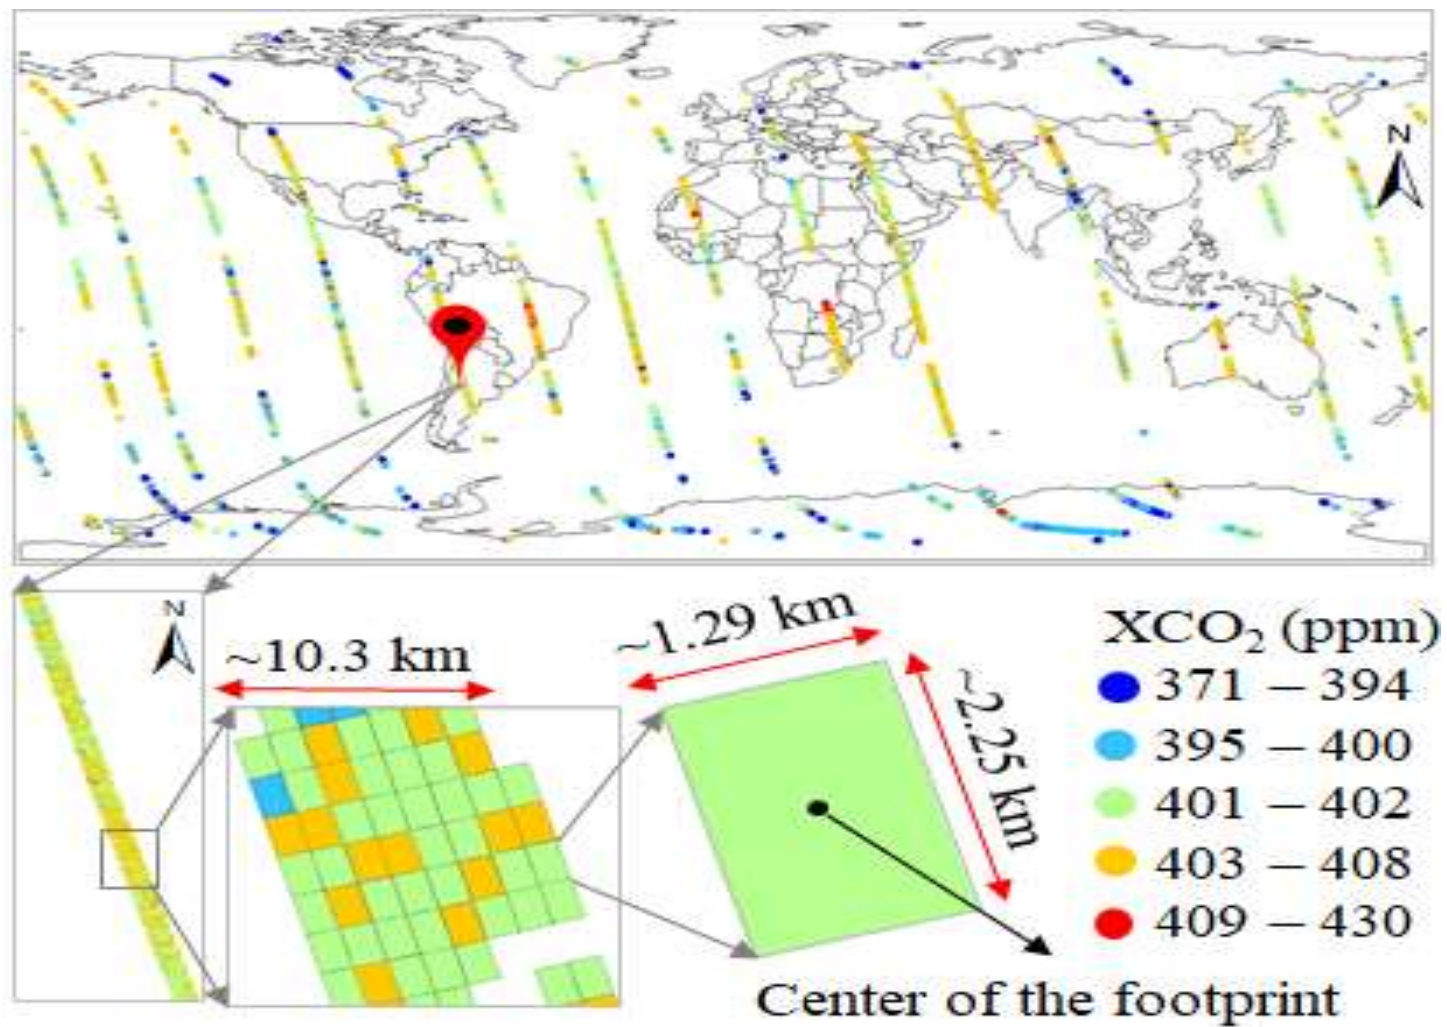 N
N
~10.3 km
~1.29 km
~2.25 km
XCO₂ (ppm)
371 – 394
395 – 400
401 – 402
403 – 408
409 – 430
Center of the footprint